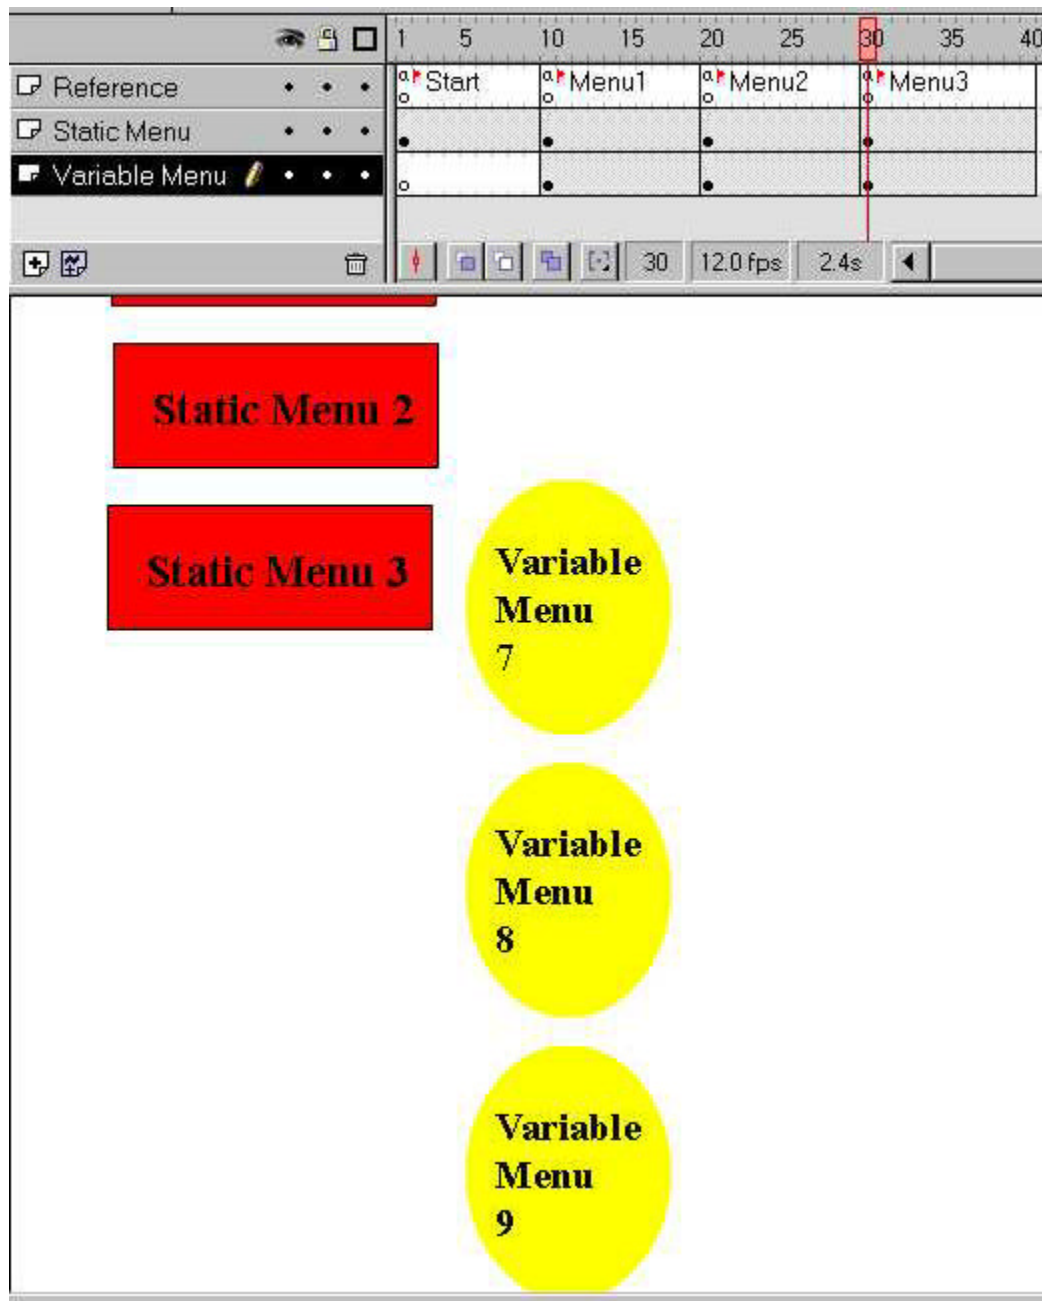 1 5 10 15 20 25 30 35 40
Reference
a Start a Menu1 a Menu2 a Menu3
Static Menu
Variable Menu
30 12.0 fps 2.4s
Static Menu 2
Static Menu 3
Variable
Menu
7
Variable
Menu
8
Variable
Menu
9